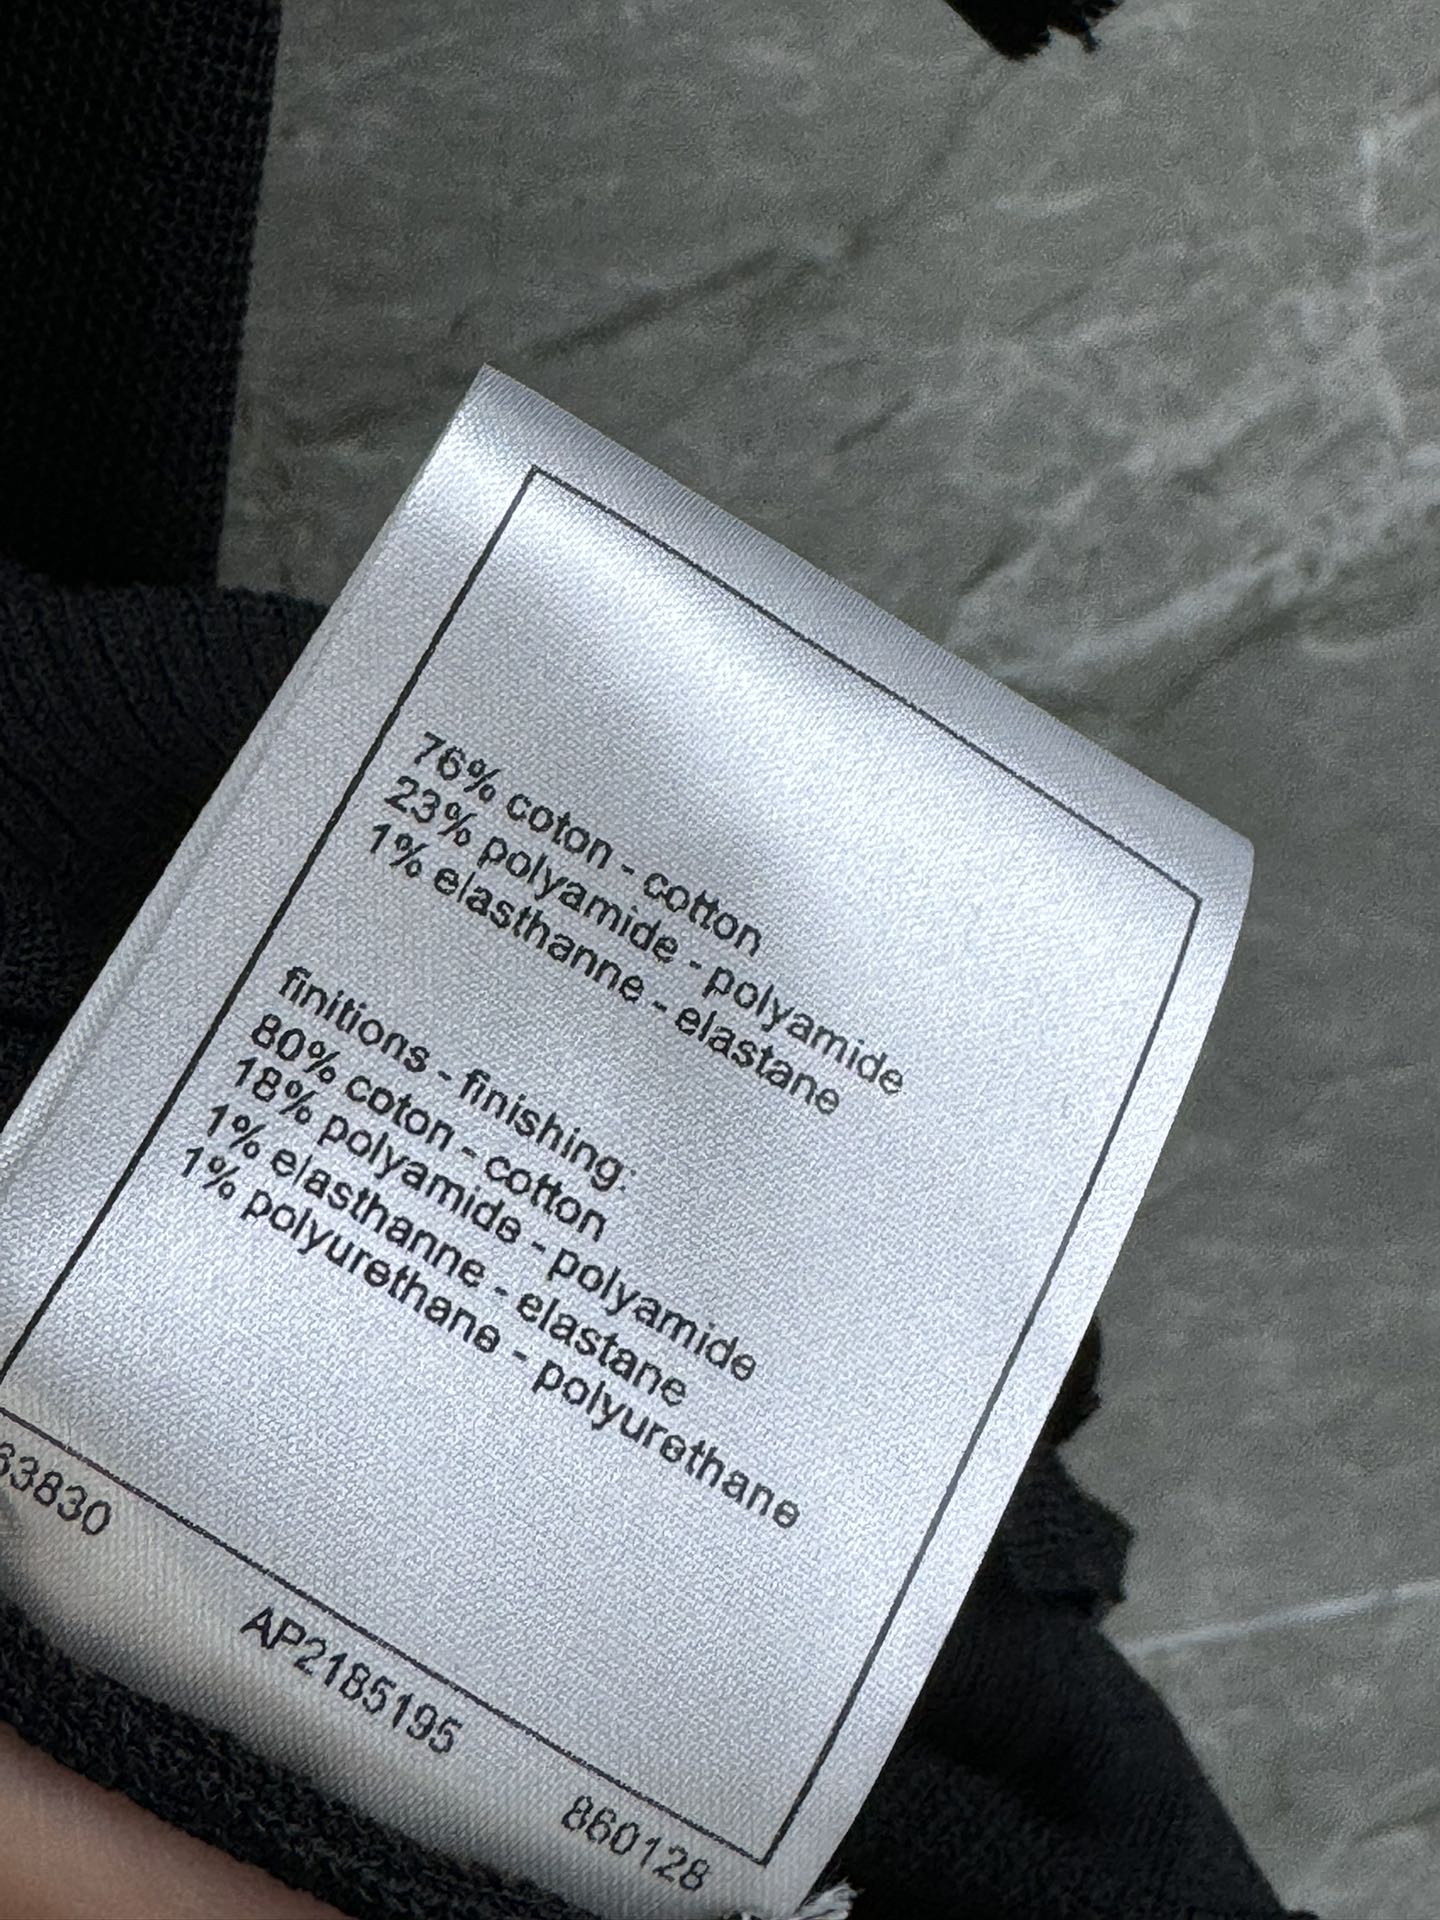 76% coton - cotton
23% polyamide - polyamide
1% elasthanne - elastane
finitions - finishing:
80% coton - cotton
18% polyamide - polyamide
1% elasthanne - elastane
1% polyurethane - polyurethane
63830
AP2185195
860128